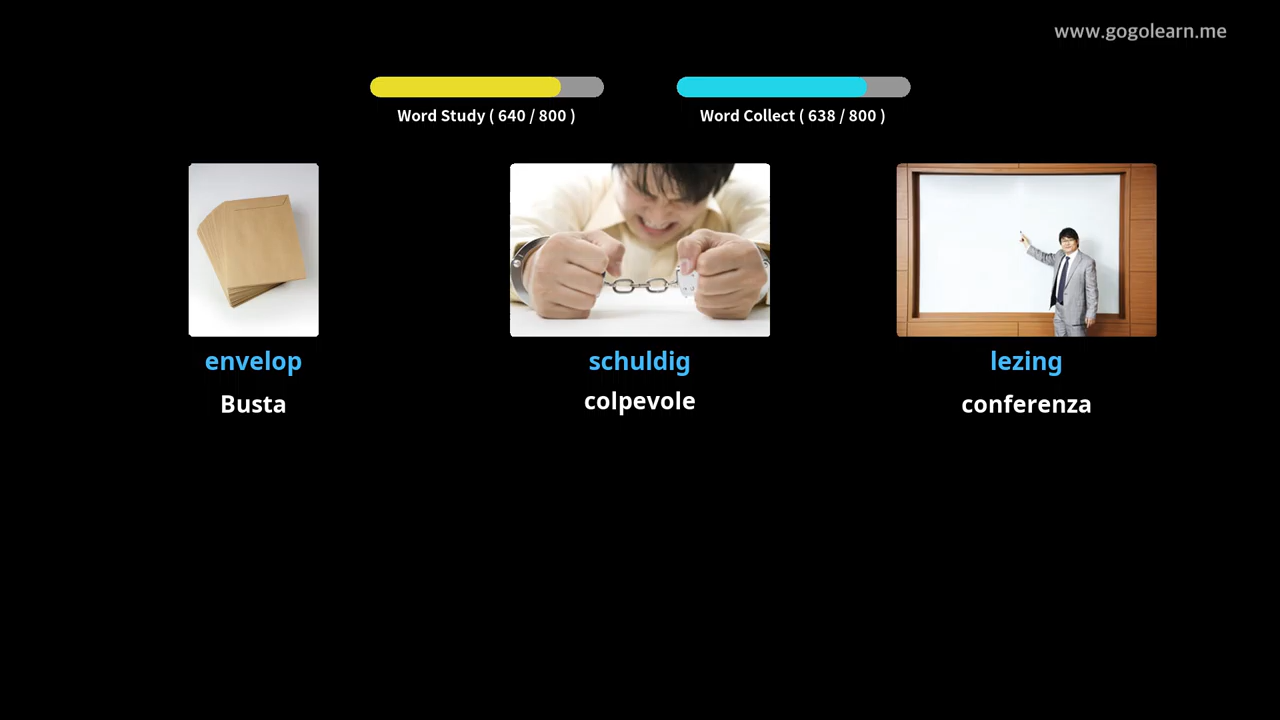 www.gogolearn.me
Word Study ( 640 / 800 )
Word Collect ( 638 / 800 )
envelop
Busta
schuldig
colpevole
lezing
conferenza